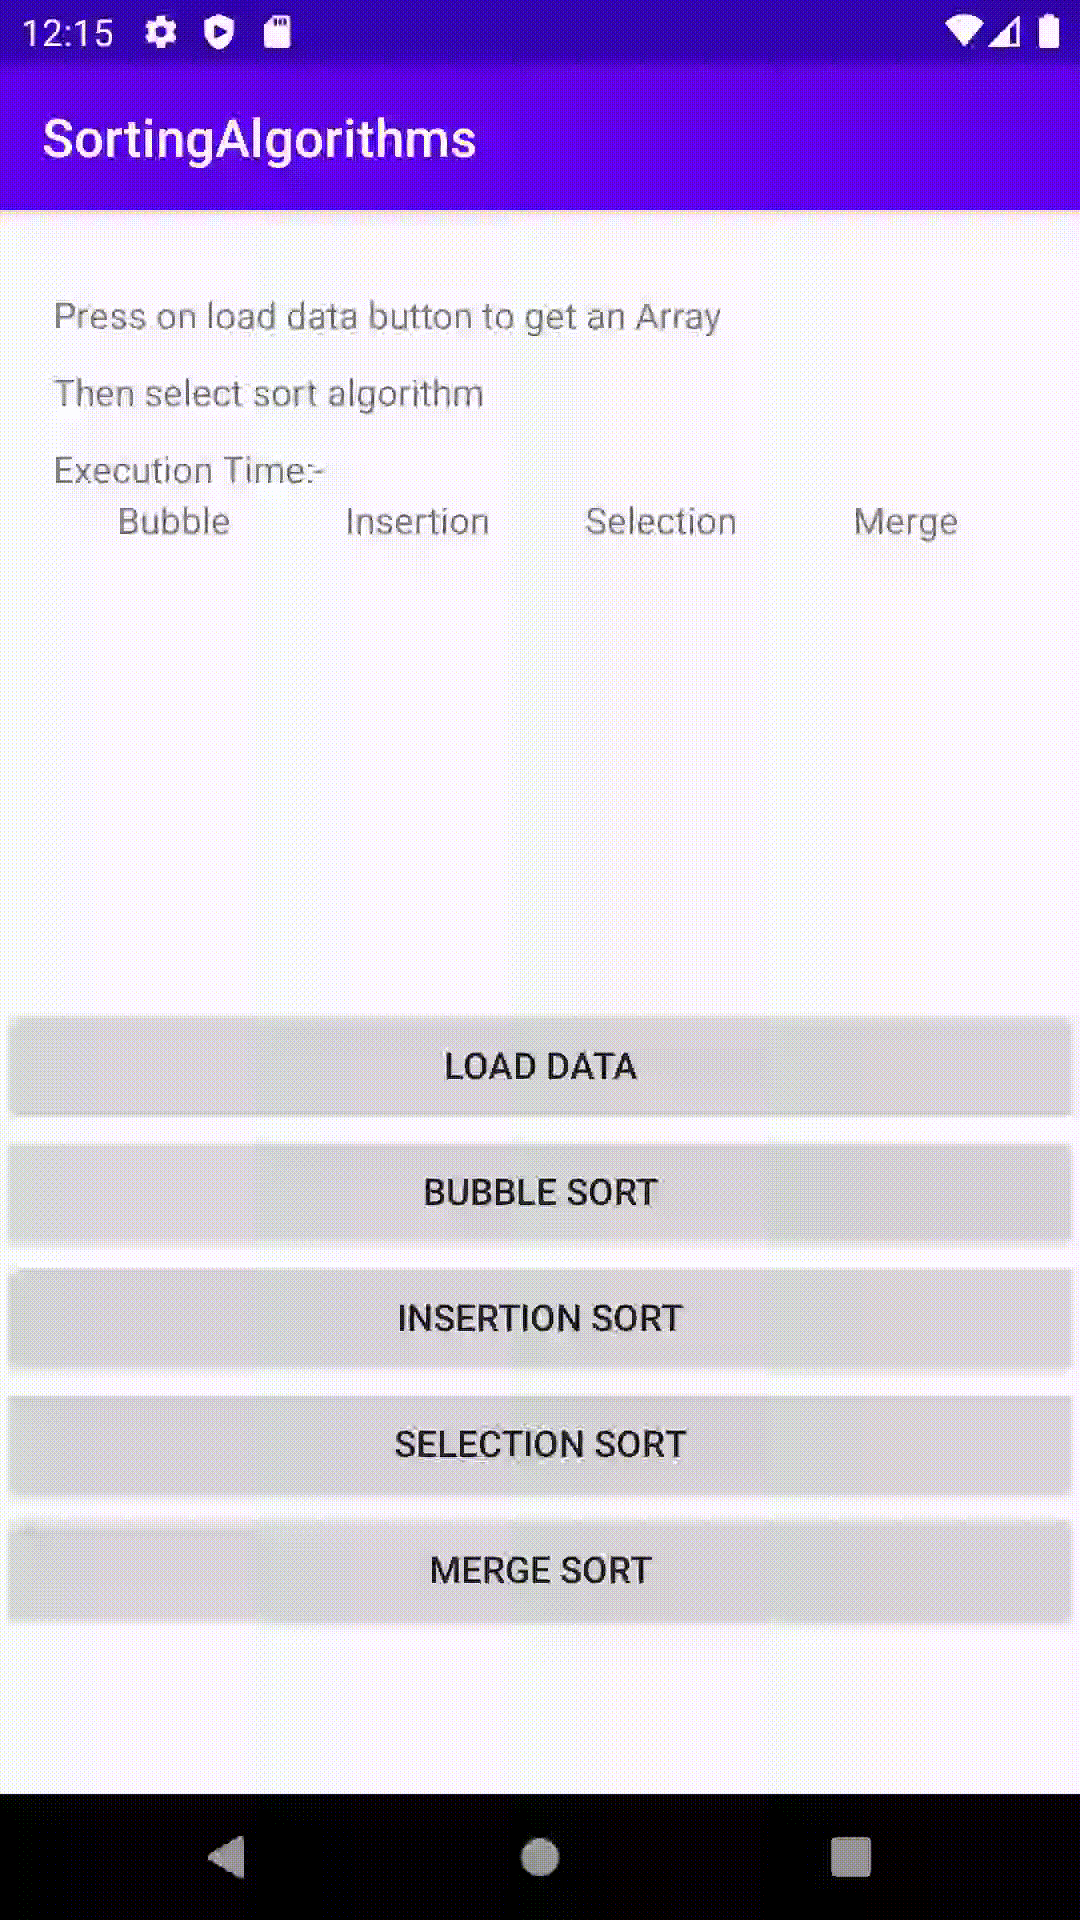 12:15
SortingAlgorithms
Press on load data button to get an Array
Then select sort algorithm
Execution Time:-
Bubble Insertion Selection Merge
LOAD DATA
BUBBLE SORT
INSERTION SORT
SELECTION SORT
MERGE SORT